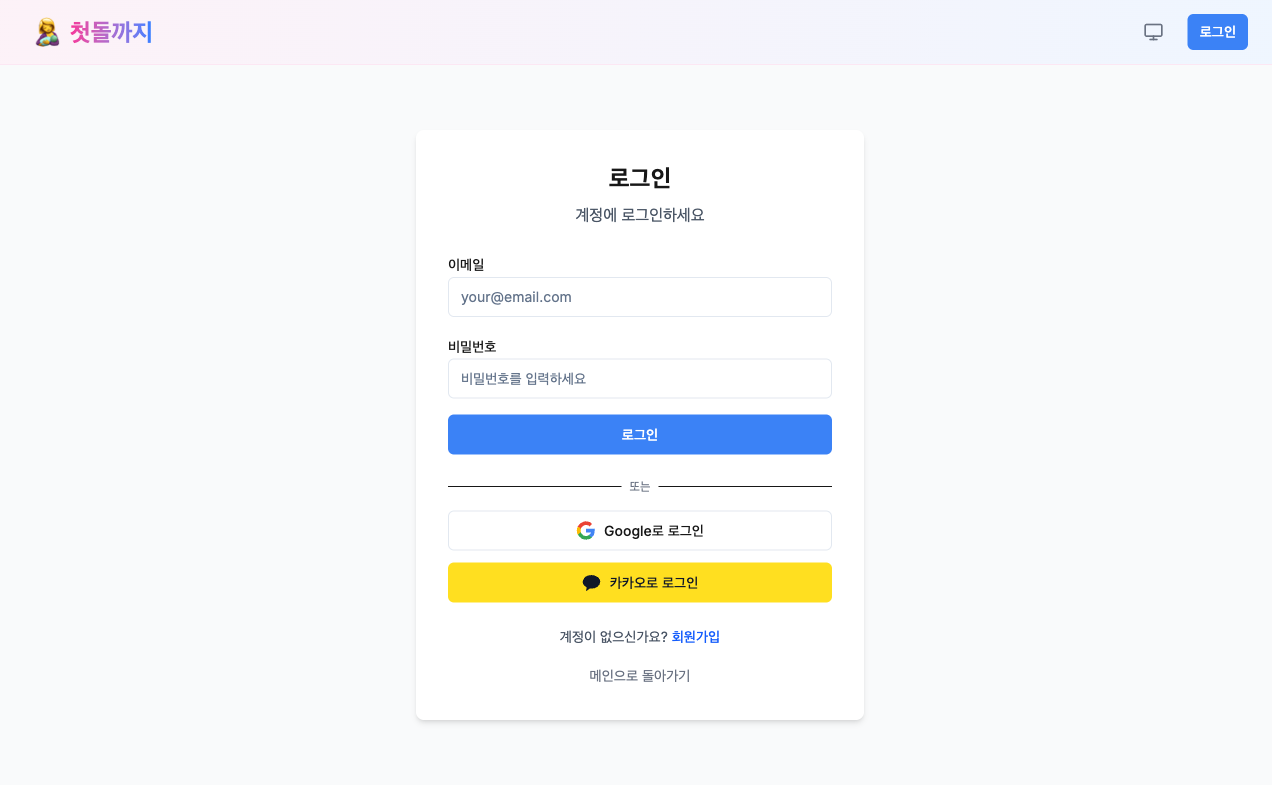 첫돌까지
로그인
로그인
계정에 로그인하세요
이메일
your@email.com
비밀번호
비밀번호를 입력하세요
로그인
또는
Google로 로그인
카카오로 로그인
계정이 없으신가요? 회원가입
메인으로 돌아가기